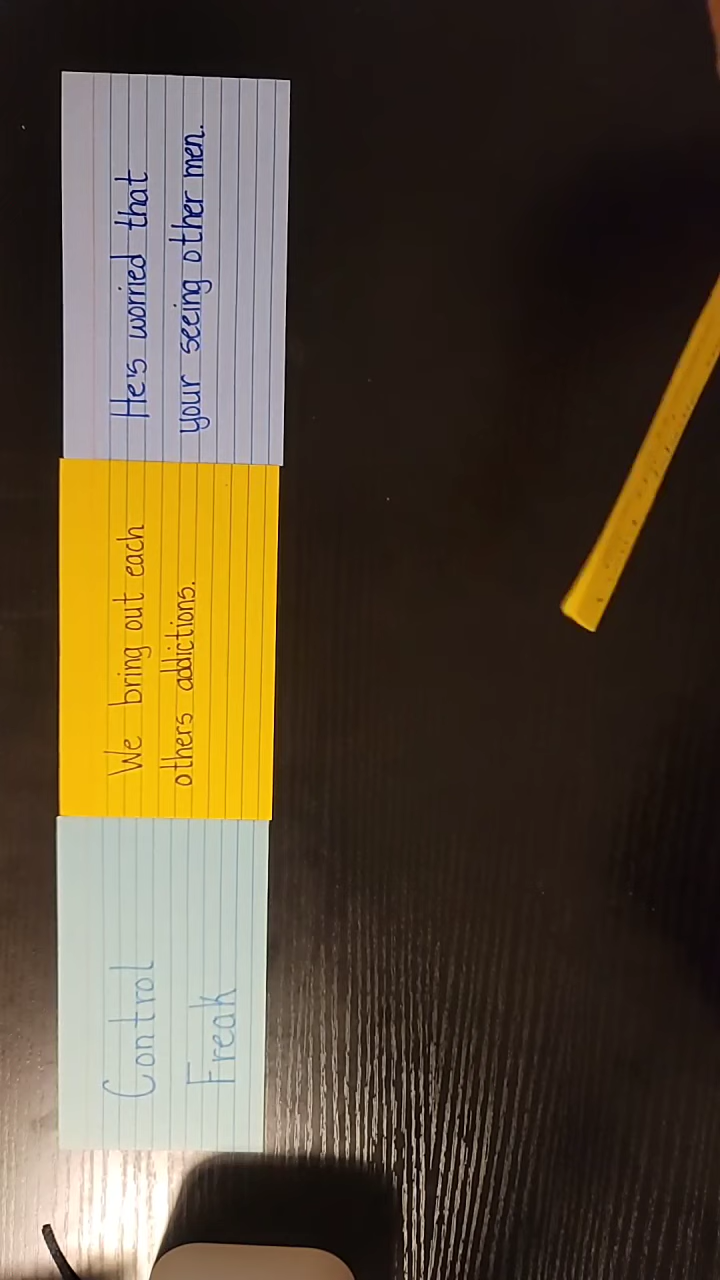 Control
Freak
We bring out each
others addictions.
He's worried that
your seeing other men.